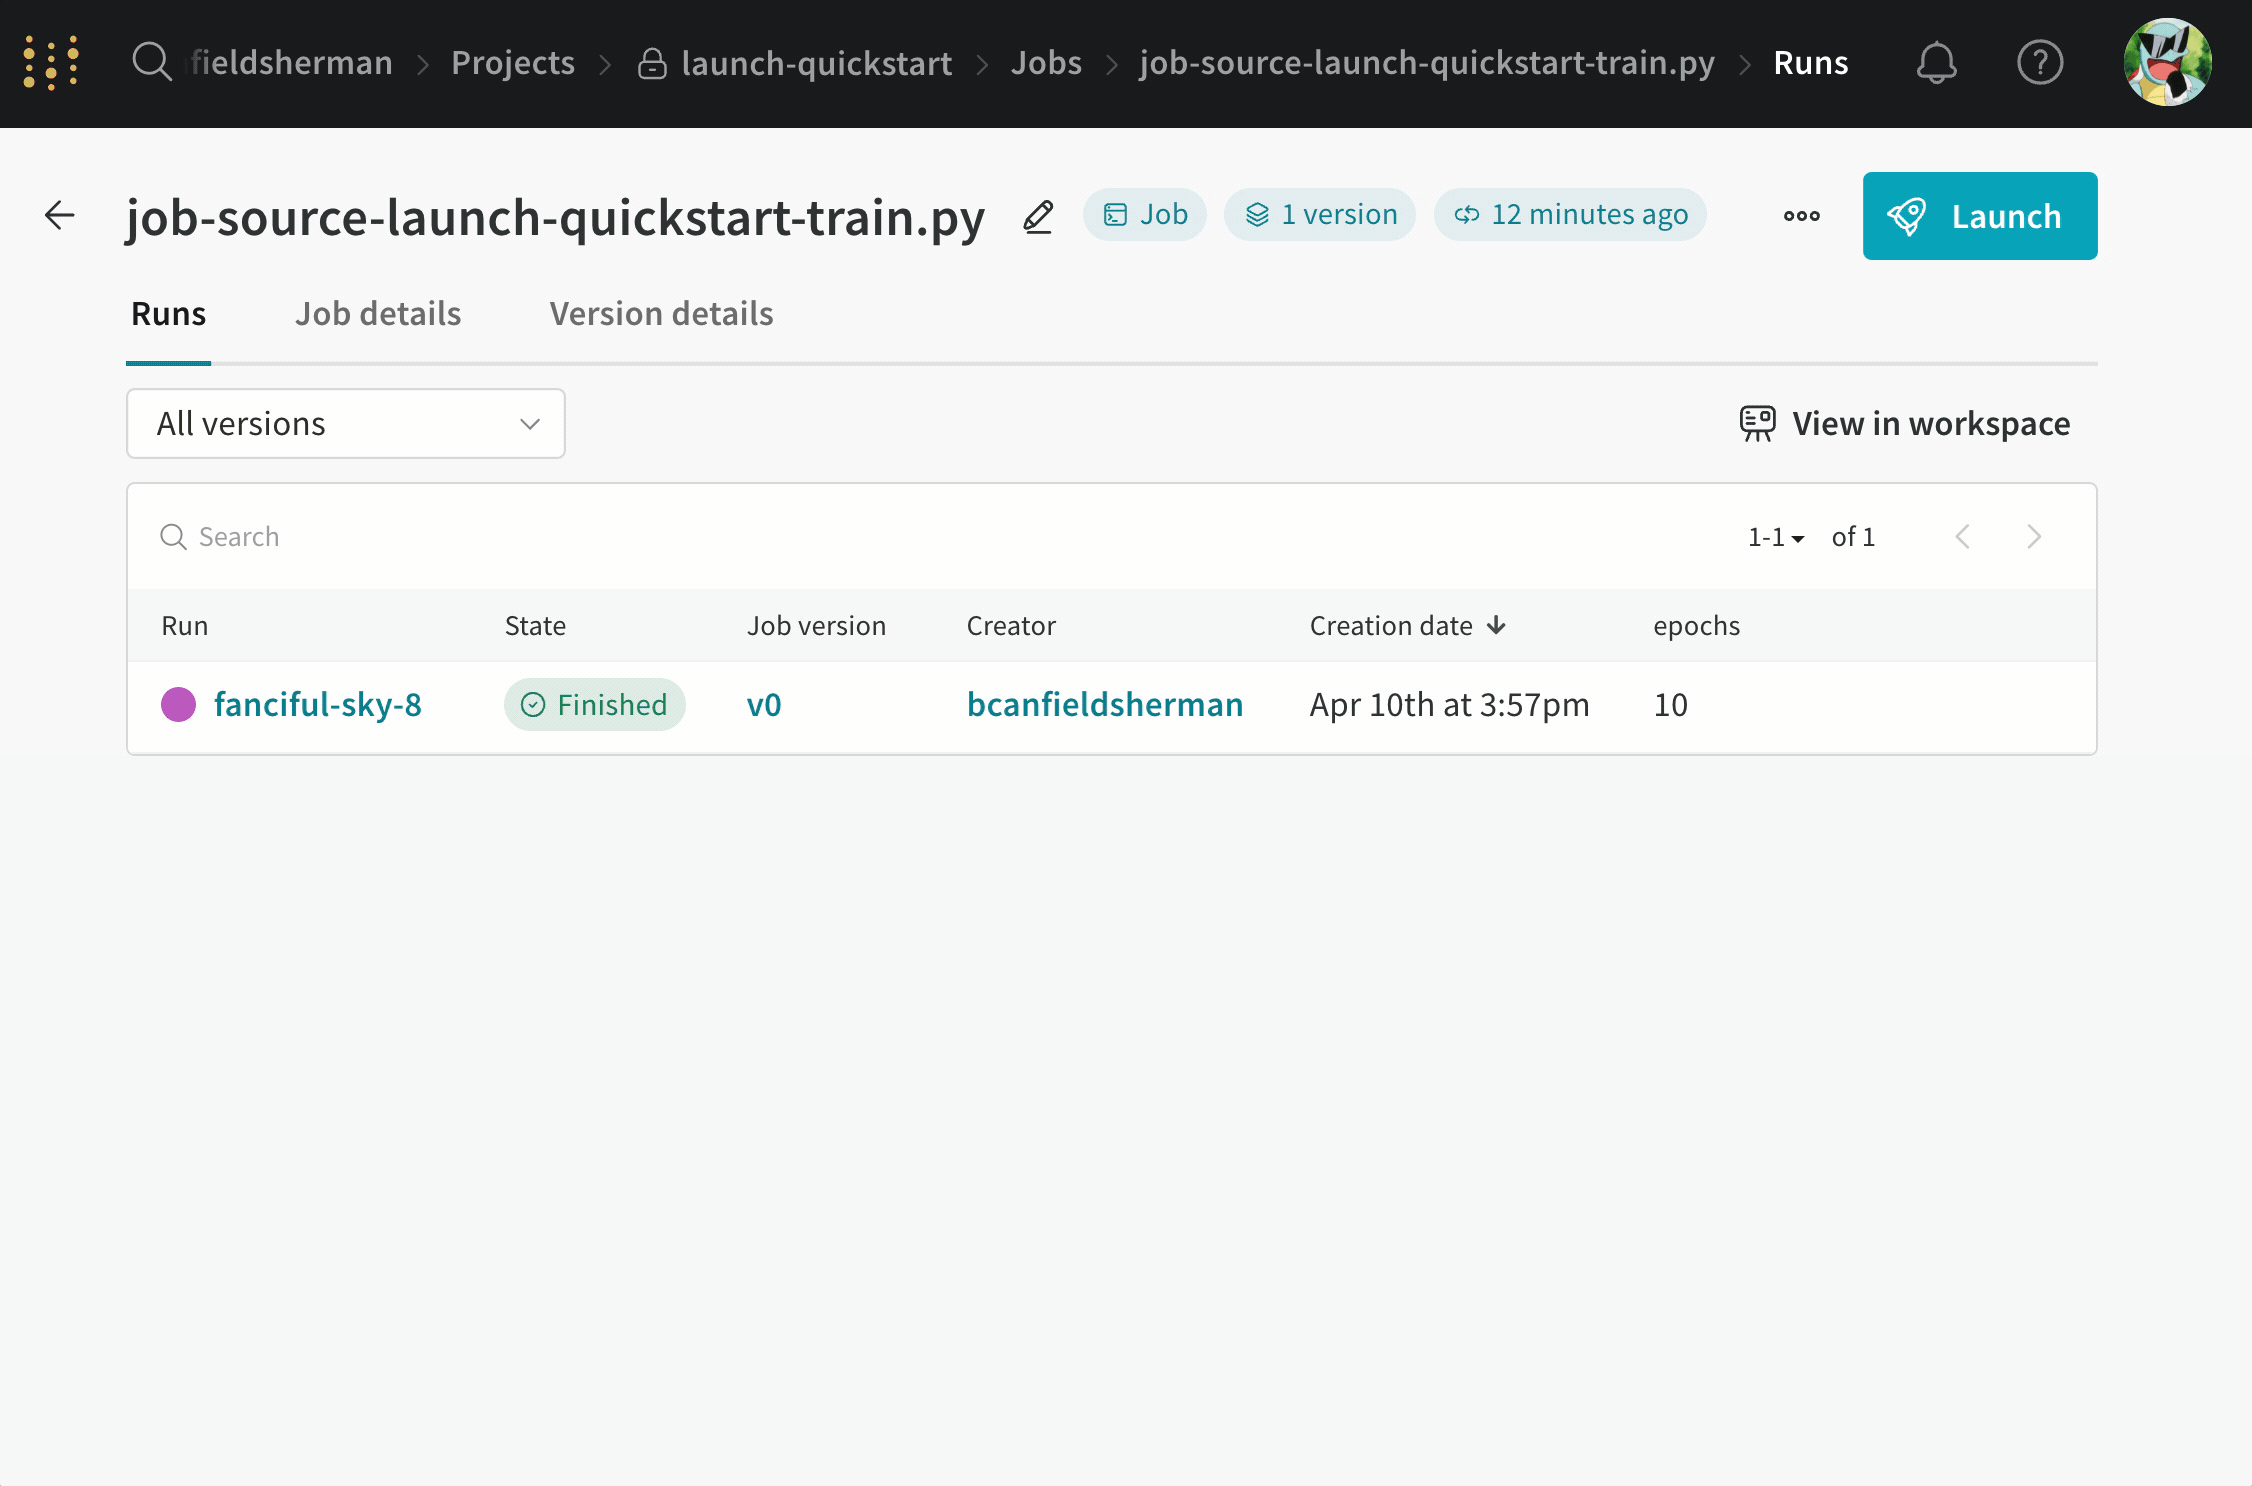 fieldsherman > Projects > launch-quickstart > Jobs > job-source-launch-quickstart-train.py > Runs ?
job-source-launch-quickstart-train.py Job 1 version 12 minutes ago Launch
Runs Job details Version details
All versions View in workspace
Search 1-1 of 1
Run State Job version Creator Creation date epochs
fanciful-sky-8 Finished v0 bcanfieldsherman Apr 10th at 3:57pm 10